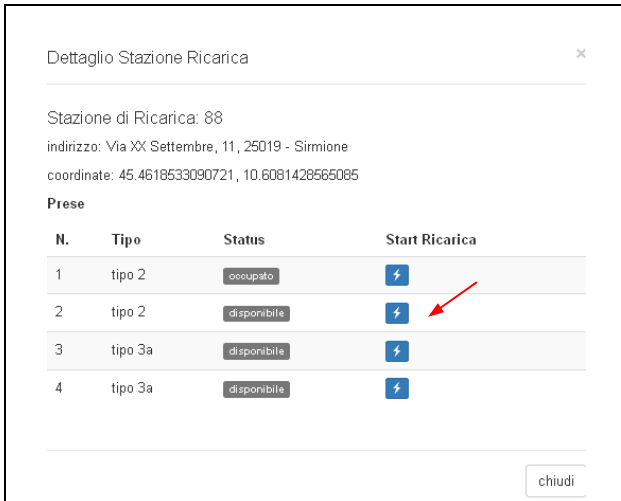 Dettaglio Stazione Ricarica ×
Stazione di Ricarica: 88
indirizzo: Via XX Settembre, 11, 25019 - Sirmione
coordinate: 45.4618533090721, 10.6081428565085
Prese
N. Tipo Status Start Ricarica
1 tipo 2 occupato
2 tipo 2 disponibile
3 tipo 3a disponibile
4 tipo 3a disponibile
chiudi